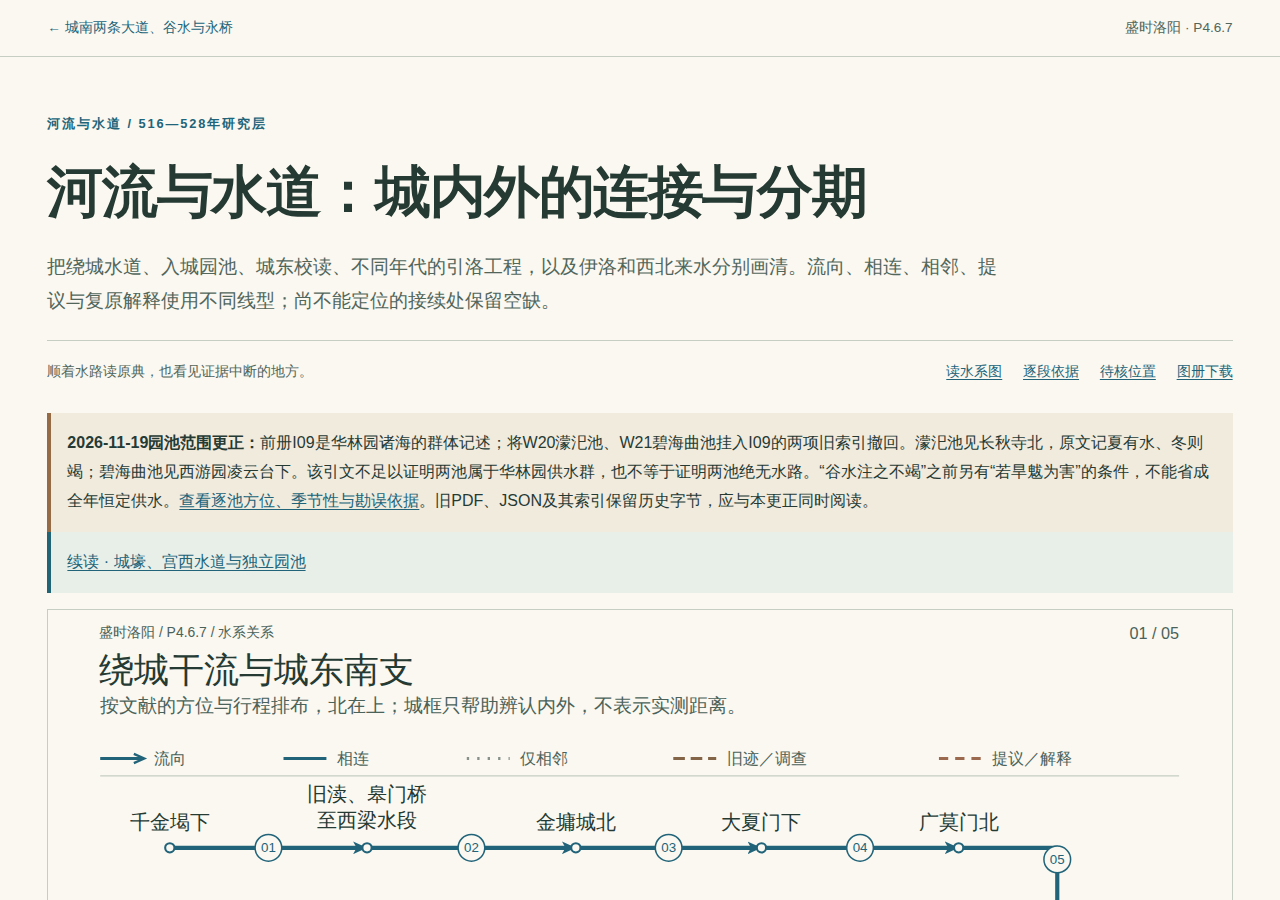 ← 城南两条大道、谷水与永桥
盛时洛阳 · P4.6.7
河流与水道 / 516—528年研究层
河流与水道：城内外的连接与分期
把绕城水道、入城园池、城东校读、不同年代的引洛工程，以及伊洛和西北来水分别画清。流向、相连、相邻、提
议与复原解释使用不同线型；尚不能定位的接续处保留空缺。
顺着水路读原典，也看见证据中断的地方。
读水系图 逐段依据 待核位置 图册下载
2026-11-19园池范围更正：前册I09是华林园诸海的群体记述；将W20濛汜池、W21碧海曲池挂入I09的两项旧索引撤回。濛汜池见长秋寺北，原文记夏有水、冬则
竭；碧海曲池见西游园凌云台下。该引文不足以证明两池属于华林园供水群，也不等于证明两池绝无水路。“谷水注之不竭”之前另有“若旱魃为害”的条件，不能省成
全年恒定供水。查看逐池方位、季节性与勘误依据。旧PDF、JSON及其索引保留历史字节，应与本更正同时阅读。
续读 · 城壕、宫西水道与独立园池
盛时洛阳 / P4.6.7 / 水系关系
01 / 05
绕城干流与城东南支
按文献的方位与行程排布，北在上；城框只帮助辨认内外，不表示实测距离。
流向 相连 仅相邻 旧迹／调查 提议／解释
旧渎、皋门桥
千金堨下 至西梁水段 金墉城北 大夏门下 广莫门北
01 02 03 04
05